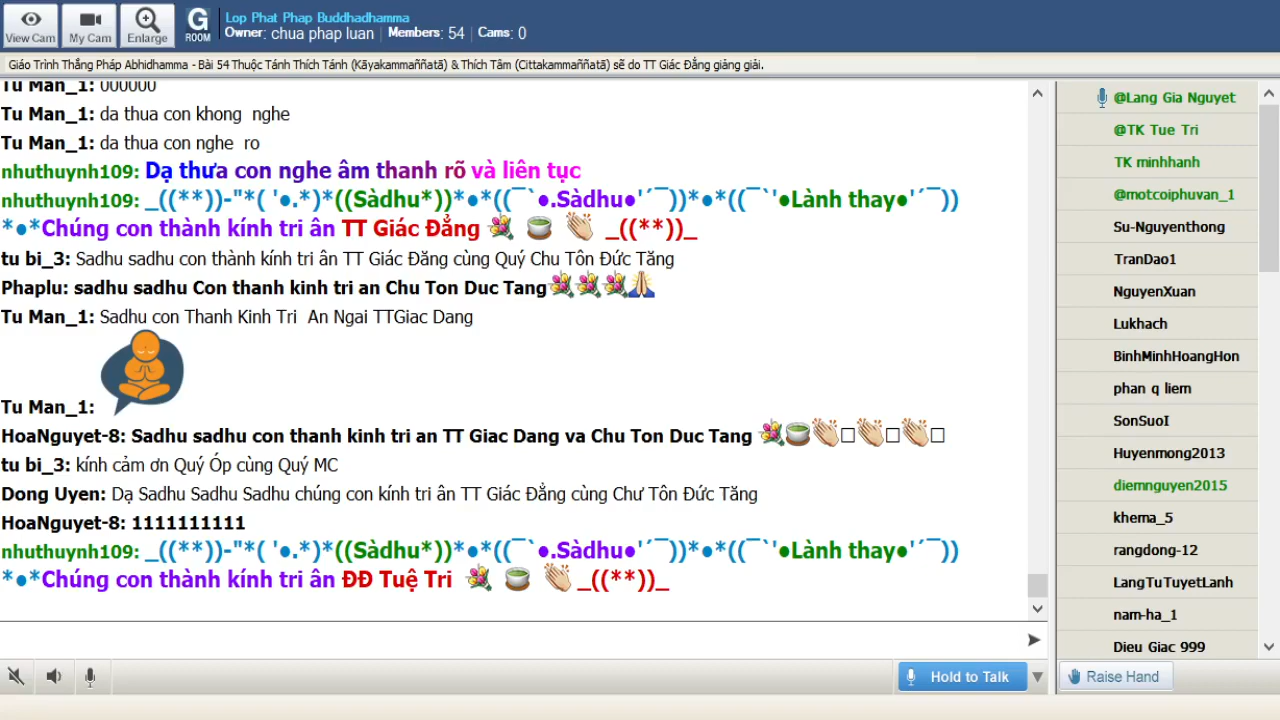 View Cam
My Cam
Enlarge
G
ROOM
Lop Phat Phap Buddhadhamma
Owner: chua phap luan Members: 54 Cams: 0
Giáo Trình Thắng Pháp Abhidhamma - Bài 54 Thuộc Tánh Thích Tánh (Kāyakammaññatā) & Thích Tâm (Cittakammaññatā) sẽ do TT Giác Đẳng giảng giải.
Tu Man_1: 000000
Tu Man_1: da thua con khong nghe
Tu Man_1: da thua con nghe ro
nhuthuynh109: Dạ thưa con nghe âm thanh rõ và liên tục
nhuthuynh109: _((**))-"*( '●.*)*((Sàdhu*))*●*((¯`●.Sàdhu●'´¯))*●*((¯`'●Lành thay●'´¯))
*●*Chúng con thành kính tri ân TT Giác Đẳng 💐 🍵 👏 _((**))_
tu bi_3: Sadhu sadhu con thành kính tri ân TT Giác Đăng cùng Quý Chu Tôn Đức Tăng
Phaplu: sadhu sadhu Con thanh kinh tri an Chu Ton Duc Tang💐💐💐🙏
Tu Man_1: Sadhu con Thanh Kinh Tri An Ngai TTGiac Dang
Tu Man_1:
HoaNguyet-8: Sadhu sadhu con thanh kinh tri an TT Giac Dang va Chu Ton Duc Tang 💐🍵👏□👏□👏□
tu bi_3: kính cảm ơn Quý Óp cùng Quý MC
Dong Uyen: Dạ Sadhu Sadhu Sadhu chúng con kính tri ân TT Giác Đẳng cùng Chư Tôn Đức Tăng
HoaNguyet-8: 1111111111
nhuthuynh109: _((**))-"*( '●.*)*((Sàdhu*))*●*((¯`●.Sàdhu●'´¯))*●*((¯`'●Lành thay●'´¯))
*●*Chúng con thành kính tri ân ĐĐ Tuệ Tri 💐 🍵 👏 _((**))_
Hold to Talk
@Lang Gia Nguyet
@TK Tue Tri
TK minhhanh
@motcoiphuvan_1
Su-Nguyenthong
TranDao1
NguyenXuan
Lukhach
BinhMinhHoangHon
phan q liem
SonSuoI
Huyenmong2013
diemnguyen2015
khema_5
rangdong-12
LangTuTuyetLanh
nam-ha_1
Dieu Giac 999
Raise Hand